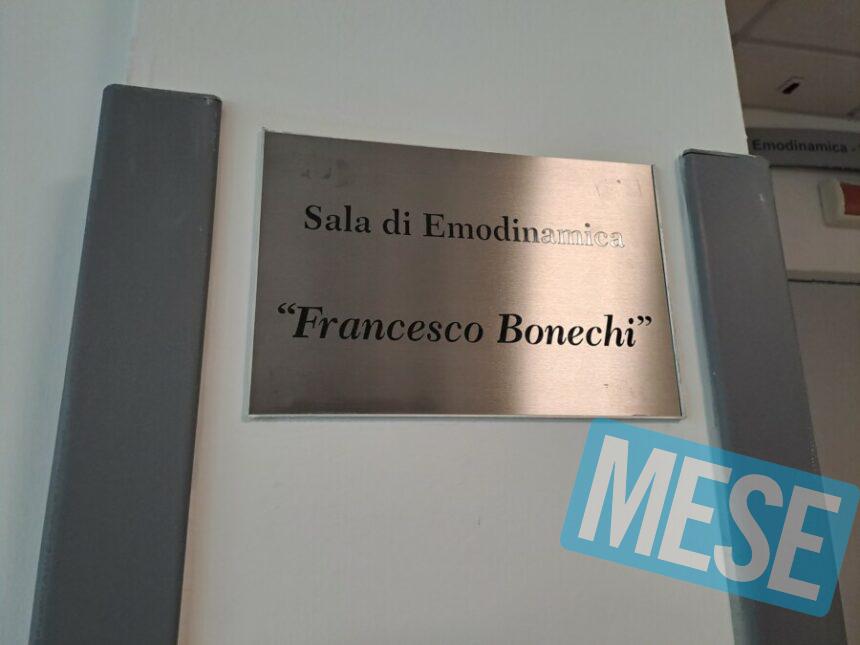 Emodinamica -
Sala di Emodinamica
“Francesco Bonechi”
MESE